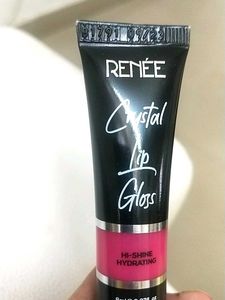 RENÉE
Crystal
Lip
Gloss
HI-SHINE
HYDRATING